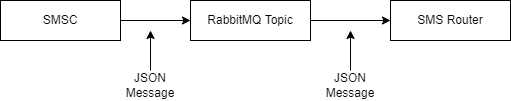 SMSC
RabbitMQ Topic
SMS Router
JSON
Message
JSON
Message